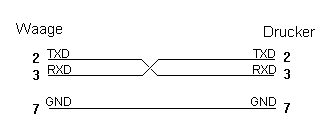 Waage Drucker
2 TXD TXD 2
3 RXD RXD 3
7 GND GND 7